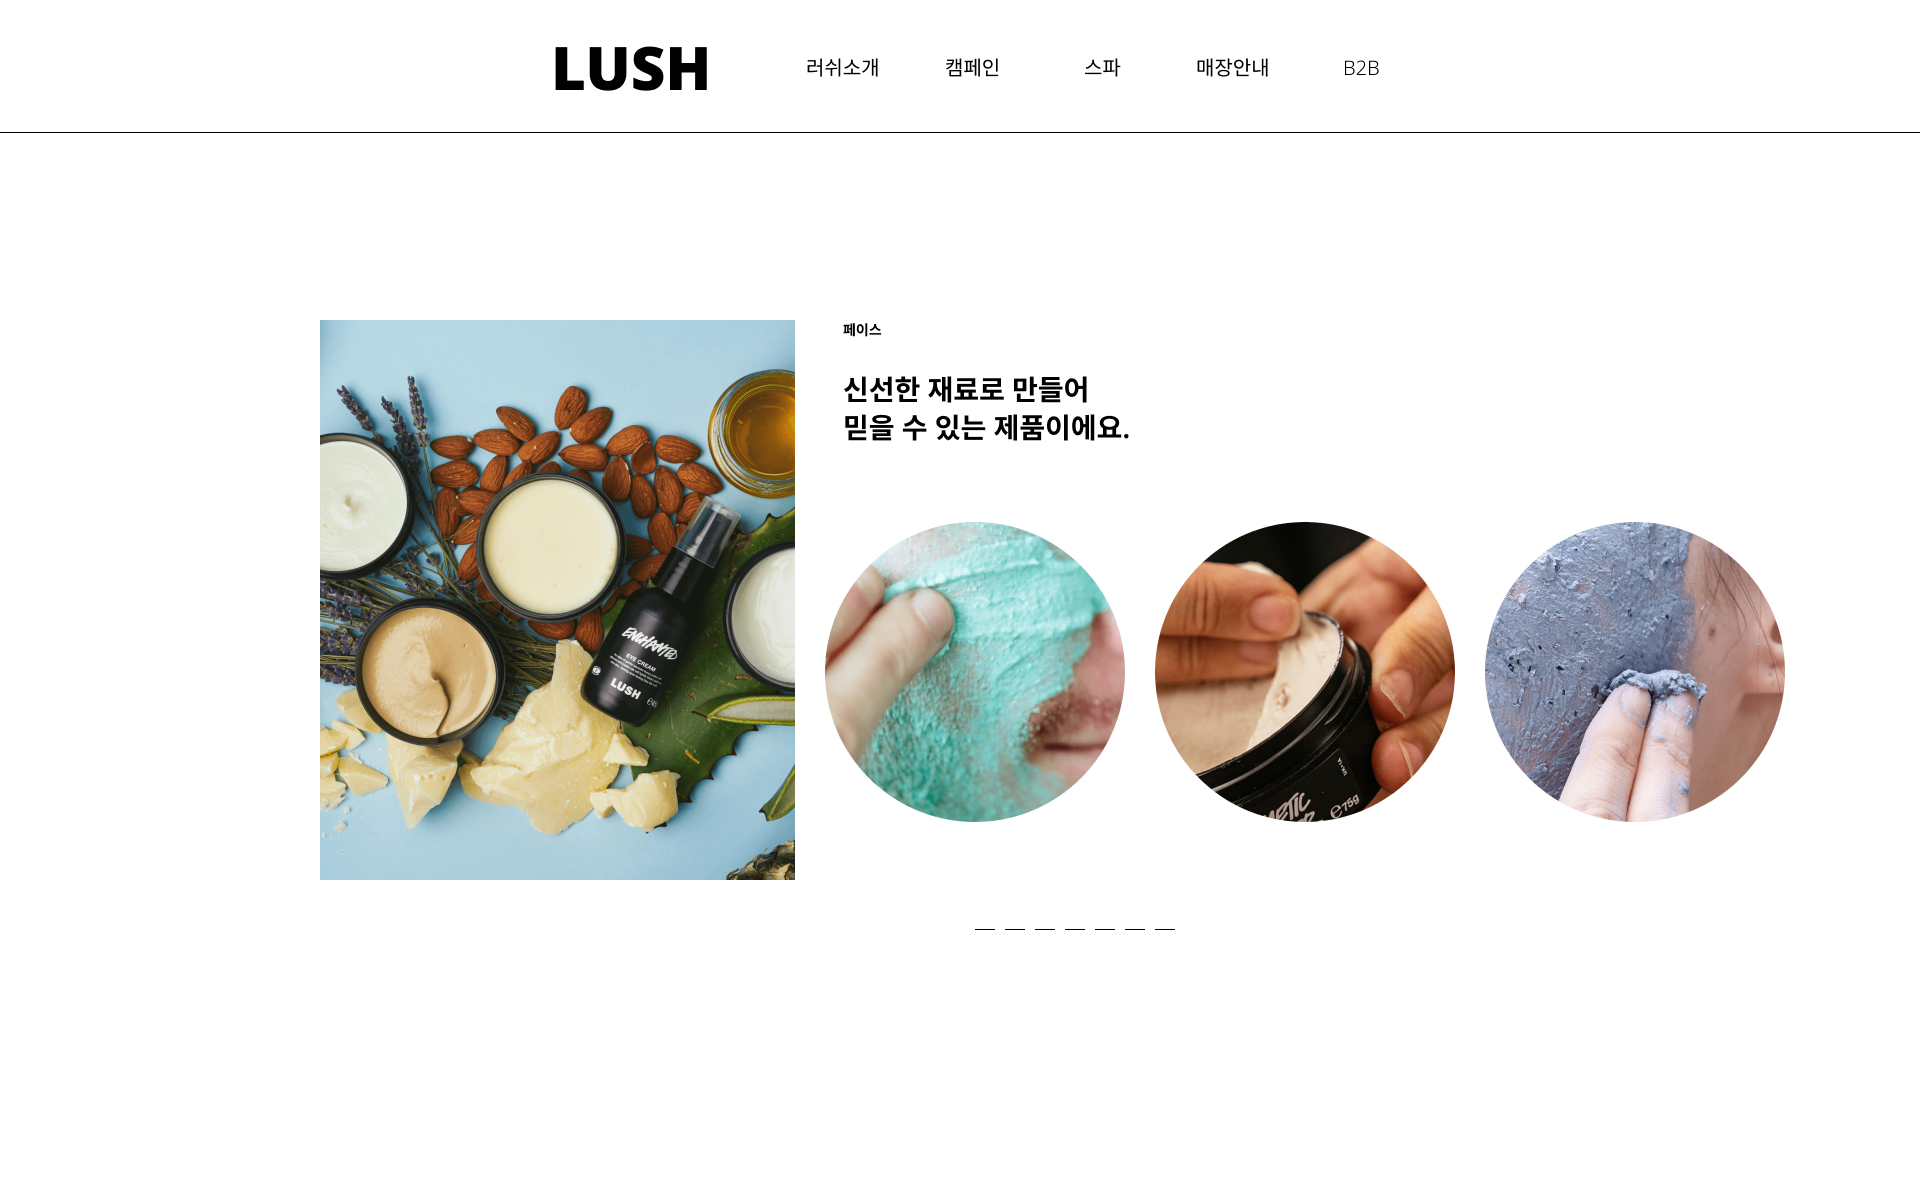 LUSH
러쉬소개
캠페인
스파
매장안내
B2B
페이스
신선한 재료로 만들어
믿을 수 있는 제품이에요.
ENCHANTED
EYE CREAM
LUSH
℮75g